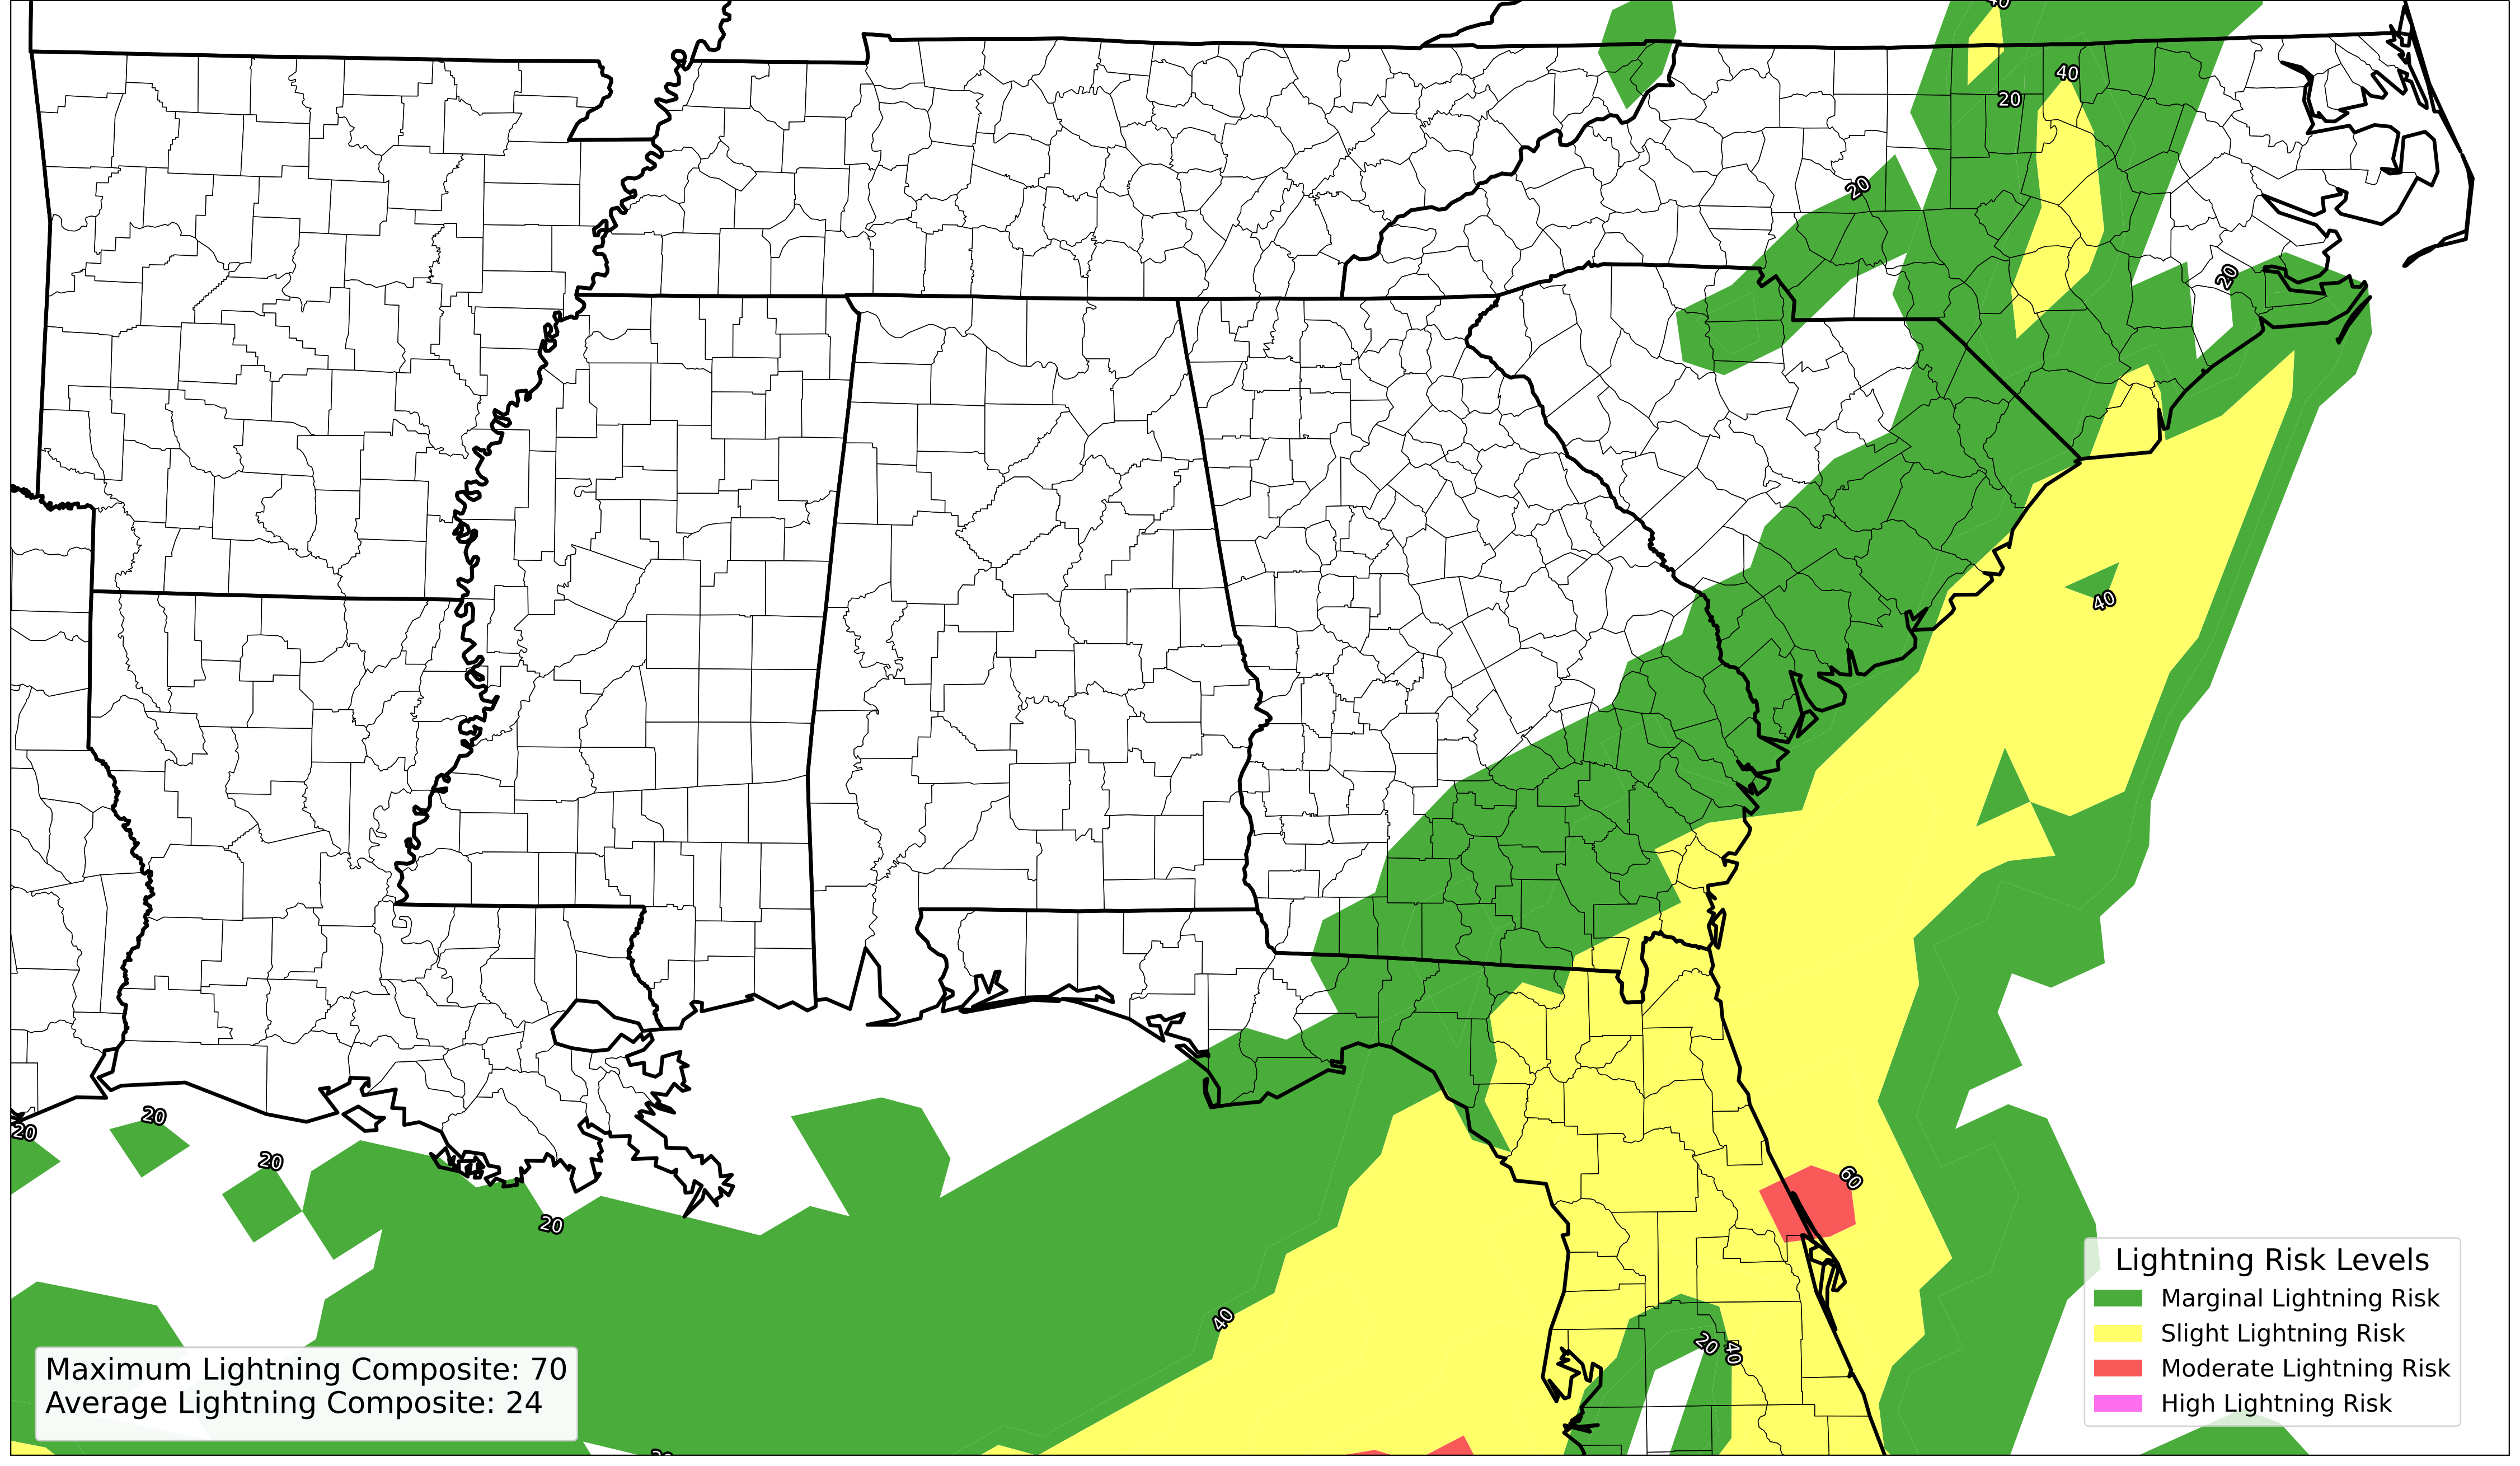 40
40
20
20
20
40
20
20
20
60
20
40
20 40
Lightning Risk Levels
Marginal Lightning Risk
Slight Lightning Risk
Moderate Lightning Risk
High Lightning Risk
Maximum Lightning Composite: 70
Average Lightning Composite: 24